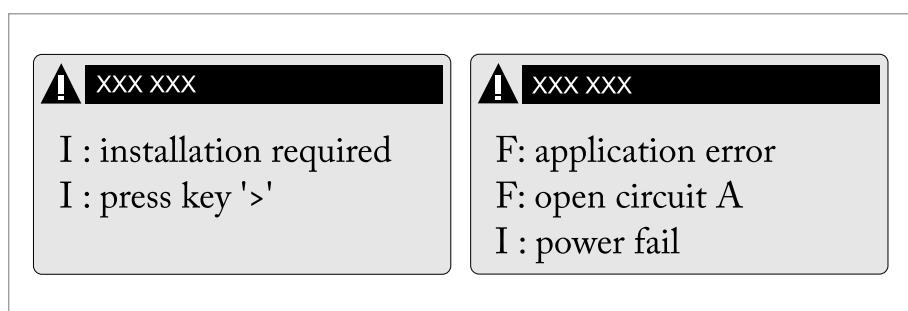 XXX XXX
I : installation required
I : press key '>'
XXX XXX
F: application error
F: open circuit A
I : power fail